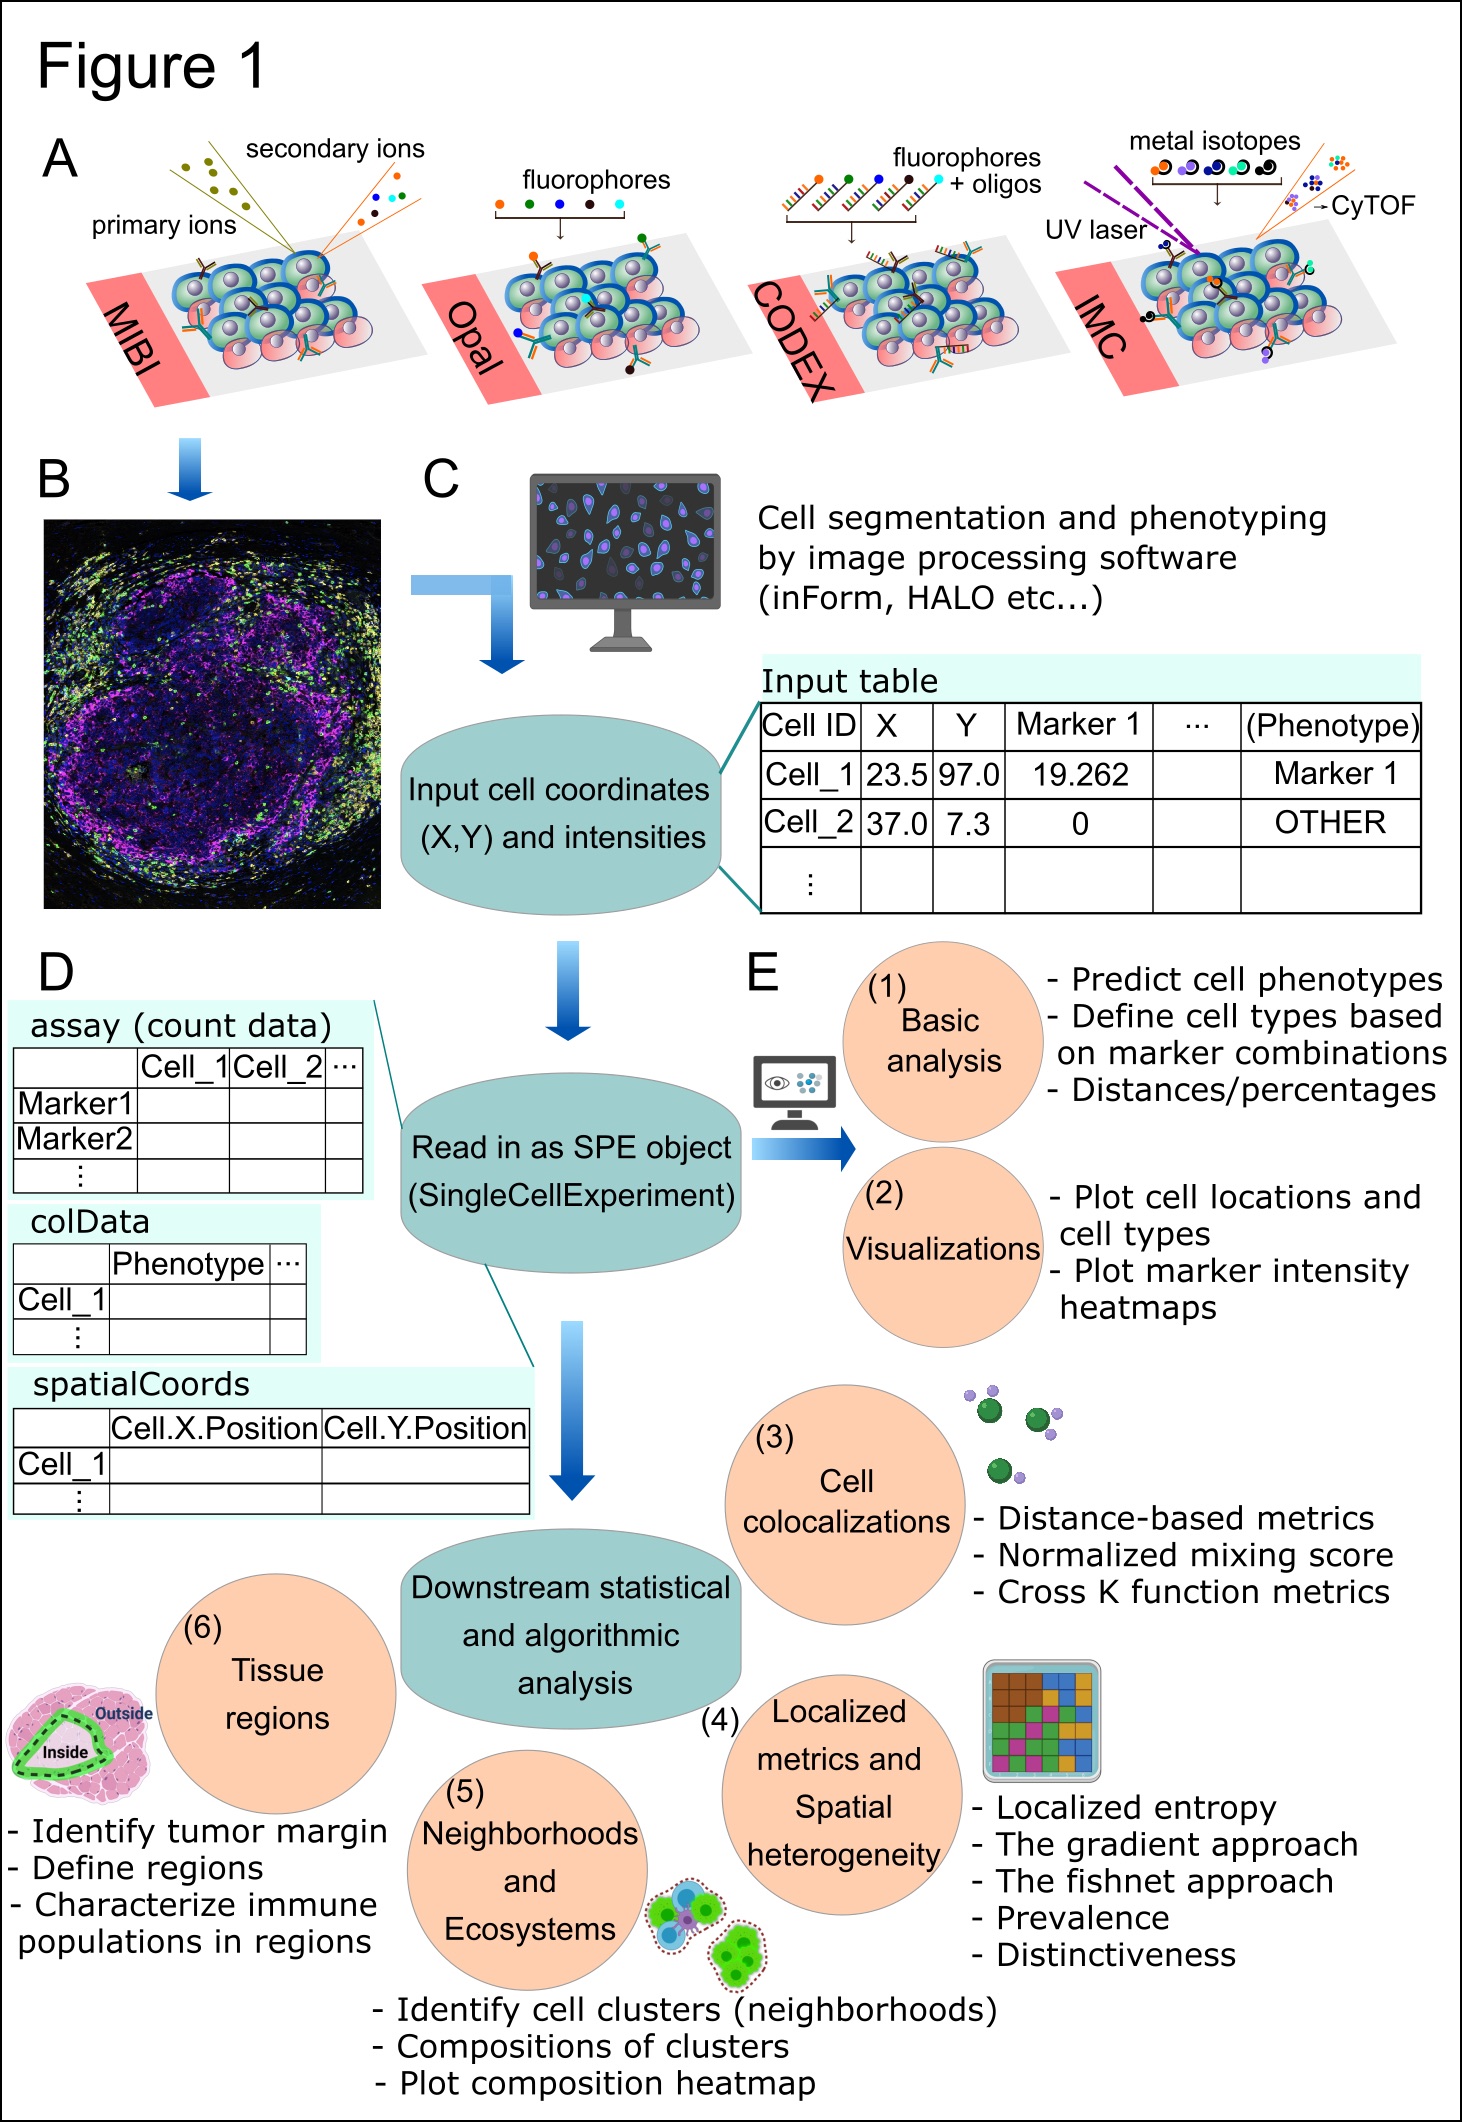 Figure 1
A
primary ions
secondary ions
MIBI
fluorophores
Opal
fluorophores
+ oligos
CODEX
metal isotopes
UV laser
CyTOF
IMC
B
C
Cell segmentation and phenotyping
by image processing software
(inForm, HALO etc...)
Input cell coordinates
(X,Y) and intensities
Input table
Cell ID X Y Marker 1 ... (Phenotype)
Cell_1 23.5 97.0 19.262 Marker 1
Cell_2 37.0 7.3 0 OTHER
⋮
D
assay (count data)
Cell_1 Cell_2 ...
Marker1
Marker2
⋮
colData
Phenotype ...
Cell_1
⋮
spatialCoords
Cell.X.Position Cell.Y.Position
Cell_1
⋮
Read in as SPE object
(SingleCellExperiment)
E
(1)
Basic
analysis
- Predict cell phenotypes
- Define cell types based
on marker combinations
- Distances/percentages
(2)
Visualizations
- Plot cell locations and
cell types
- Plot marker intensity
heatmaps
Downstream statistical
and algorithmic
analysis
(3)
Cell
colocalizations
- Distance-based metrics
- Normalized mixing score
- Cross K function metrics
(4)
Localized
metrics and
Spatial
heterogeneity
- Localized entropy
- The gradient approach
- The fishnet approach
- Prevalence
- Distinctiveness
(5)
Neighborhoods
and
Ecosystems
- Identify cell clusters (neighborhoods)
- Compositions of clusters
- Plot composition heatmap
(6)
Tissue
regions
Outside
Inside
- Identify tumor margin
- Define regions
- Characterize immune
populations in regions